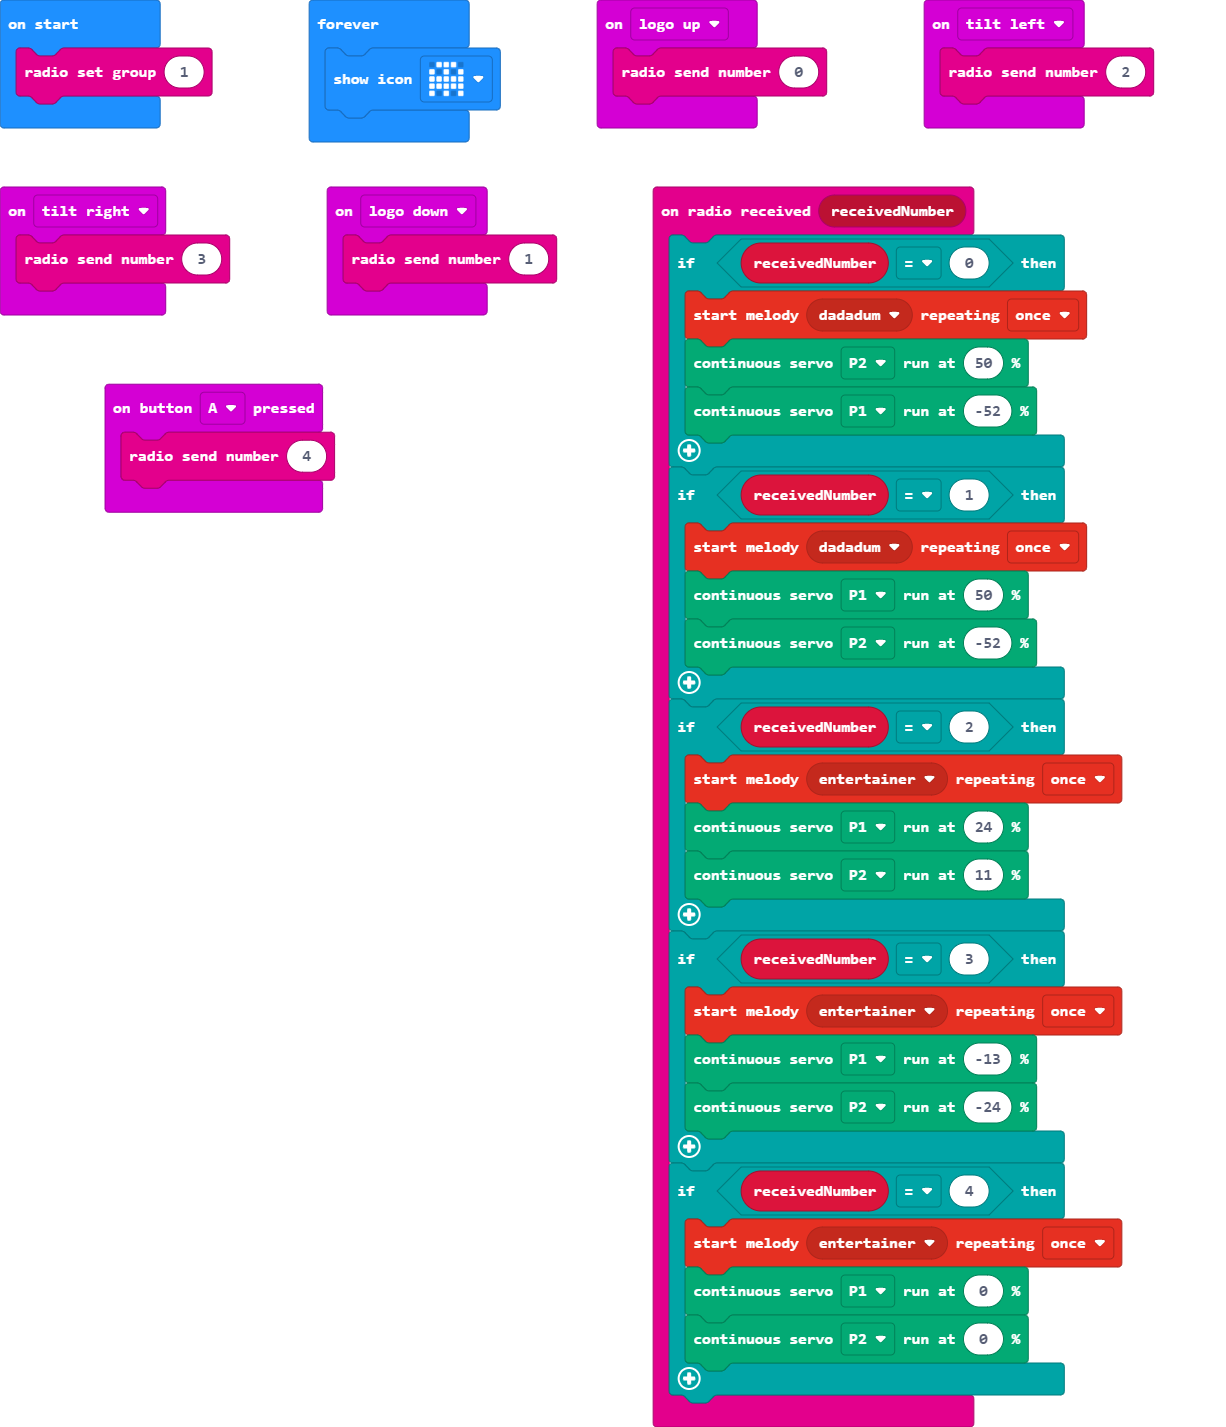 on start
radio set group 1
forever
show icon
on logo up
radio send number 0
on tilt left
radio send number 2
on tilt right
radio send number 3
on logo down
radio send number 1
on button A pressed
radio send number 4
on radio received receivedNumber
if receivedNumber = 0 then
start melody dadadum repeating once
continuous servo P2 run at 50 %
continuous servo P1 run at -52 %
if receivedNumber = 1 then
start melody dadadum repeating once
continuous servo P1 run at 50 %
continuous servo P2 run at -52 %
if receivedNumber = 2 then
start melody entertainer repeating once
continuous servo P1 run at 24 %
continuous servo P2 run at 11 %
if receivedNumber = 3 then
start melody entertainer repeating once
continuous servo P1 run at -13 %
continuous servo P2 run at -24 %
if receivedNumber = 4 then
start melody entertainer repeating once
continuous servo P1 run at 0 %
continuous servo P2 run at 0 %